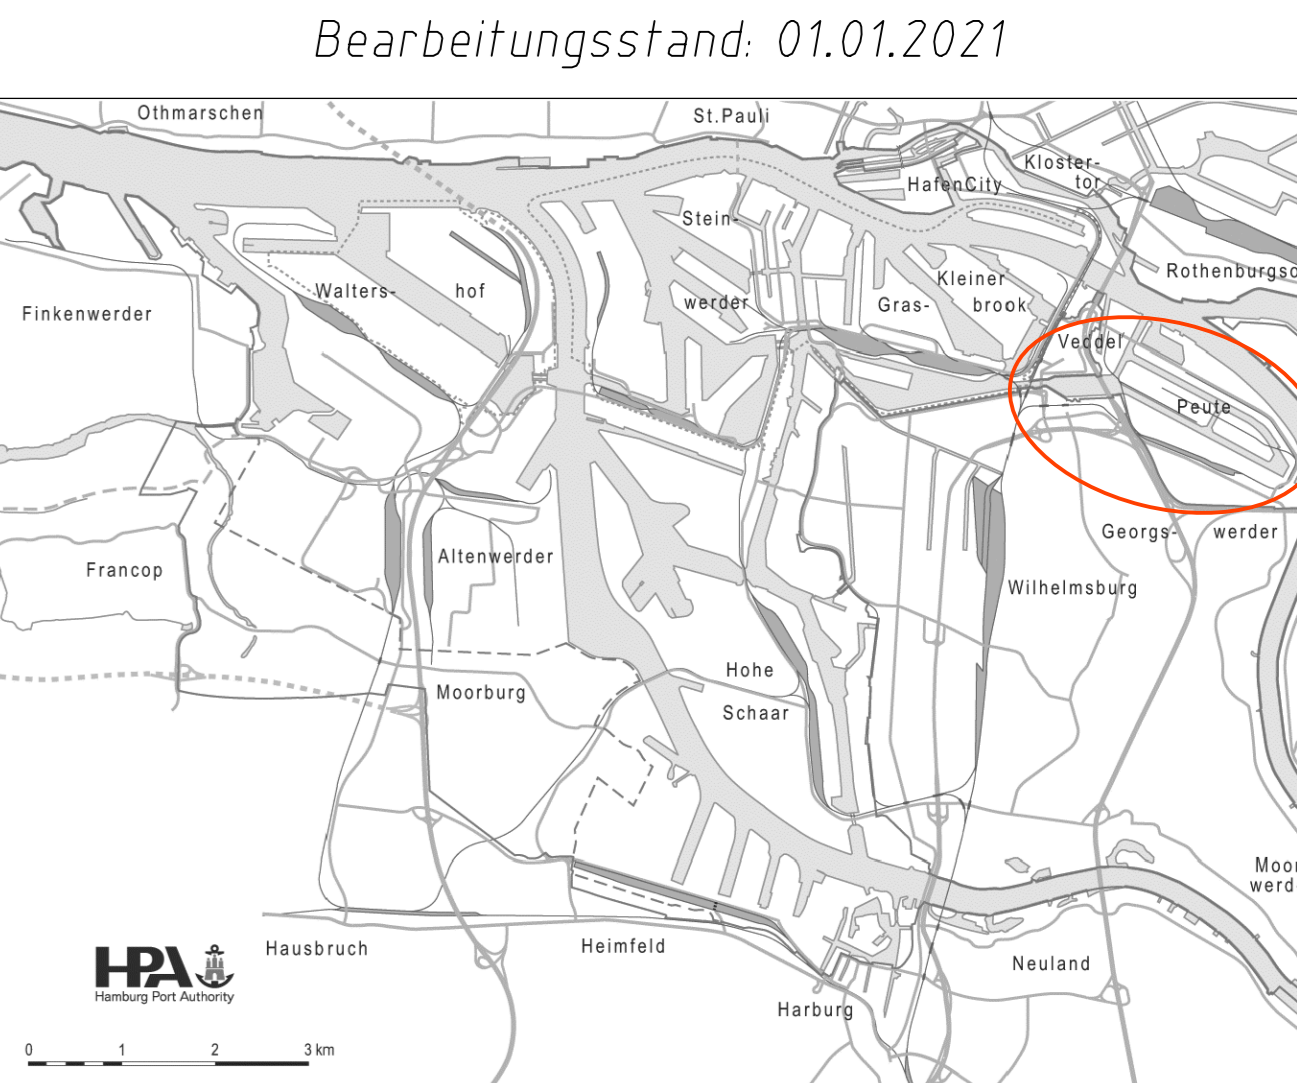 Bearbeitungsstand: 01.01.2021
Othmarschen
St.Pauli
Kloster-
tor
HafenCity
Stein-
werder
Rothenburgso
Kleiner
Gras-
brook
Walters-
hof
Finkenwerder
Veddel
Peute
Georgs-
werder
Altenwerder
Francop
Wilhelmsburg
Hohe
Schaar
Moorburg
Moor
werd
Hausbruch
Heimfeld
Neuland
Harburg
HPA
Hamburg Port Authority
0 1 2 3 km